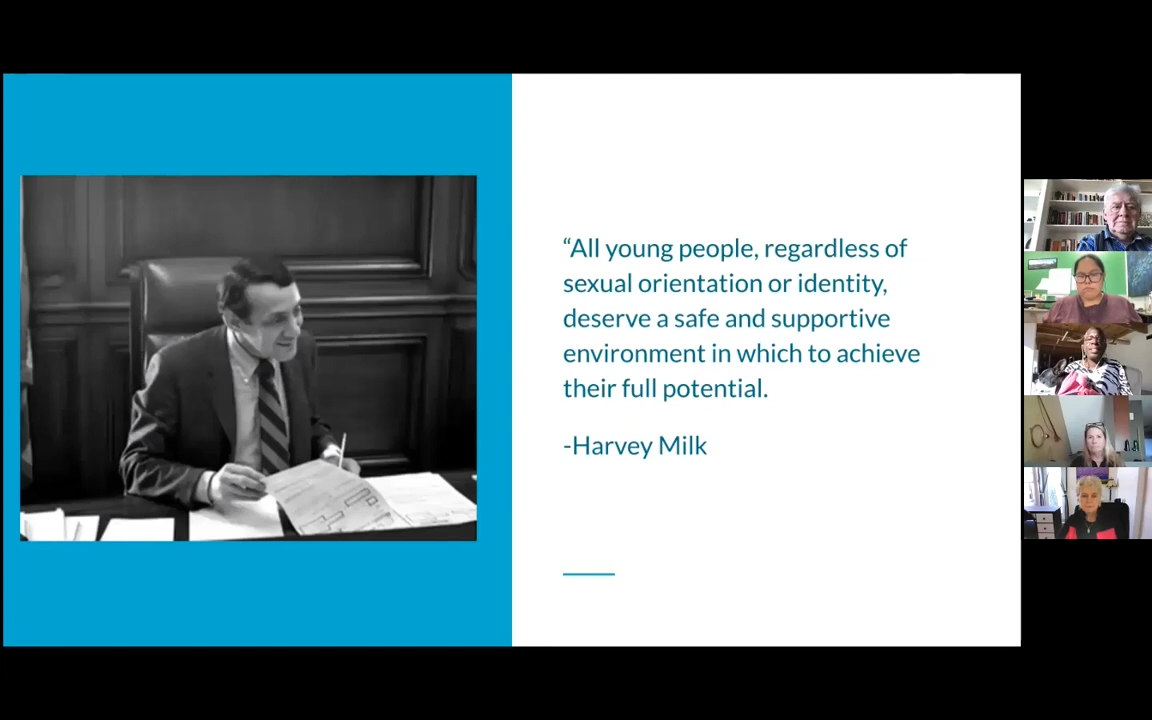 “All young people, regardless of
sexual orientation or identity,
deserve a safe and supportive
environment in which to achieve
their full potential.
-Harvey Milk